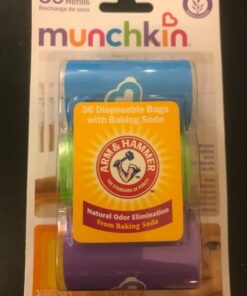 Refills
Recharge de sacs
munchkin
36 Disposable Bags
with Baking Soda
ARM & HAMMER
THE STANDARD OF PURITY
Natural Odor Elimination
From Baking Soda